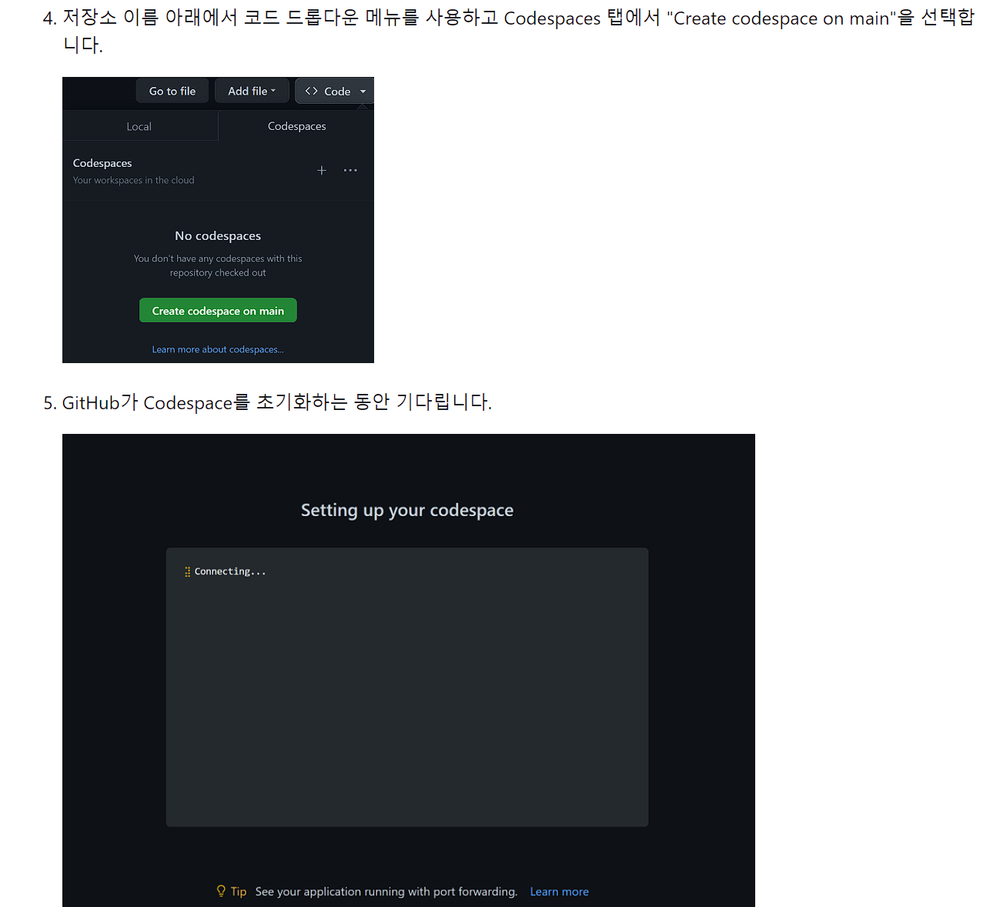 4. 저장소 이름 아래에서 코드 드롭다운 메뉴를 사용하고 Codespaces 탭에서 "Create codespace on main"을 선택합
니다.
Go to file Add file <> Code
Local Codespaces
Codespaces
Your workspaces in the cloud
+ ...
No codespaces
You don't have any codespaces with this
repository checked out
Create codespace on main
Learn more about codespaces...
5. GitHub가 Codespace를 초기화하는 동안 기다립니다.
Setting up your codespace
Connecting...
Tip See your application running with port forwarding. Learn more